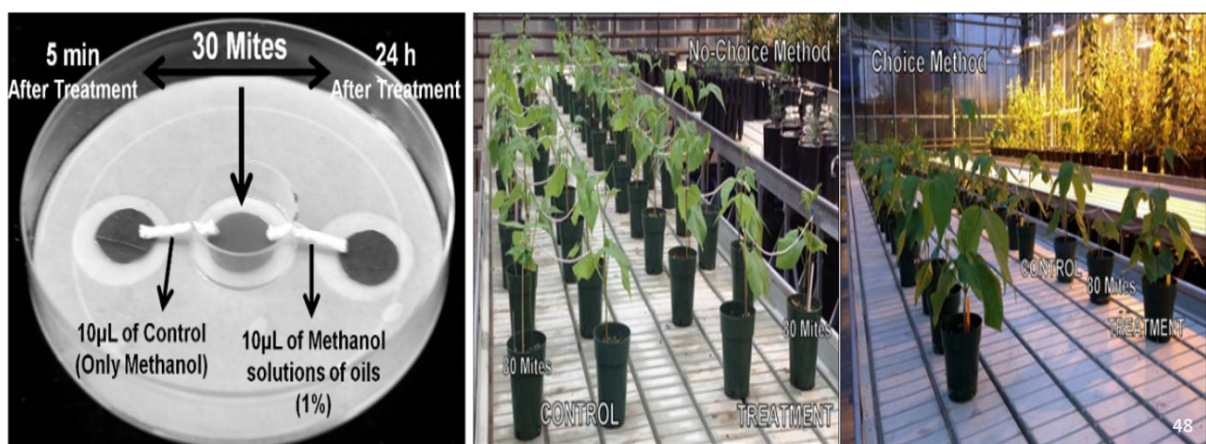 5 min
After Treatment
30 Mites
24 h
After Treatment
10µL of Control
(Only Methanol)
10µL of Methanol
solutions of oils
(1%)
No-Choice Method
30 Mites
30 Mites
CONTROL
TREATMENT
Choice Method
CONTROL
30 Mites
TREATMENT
48